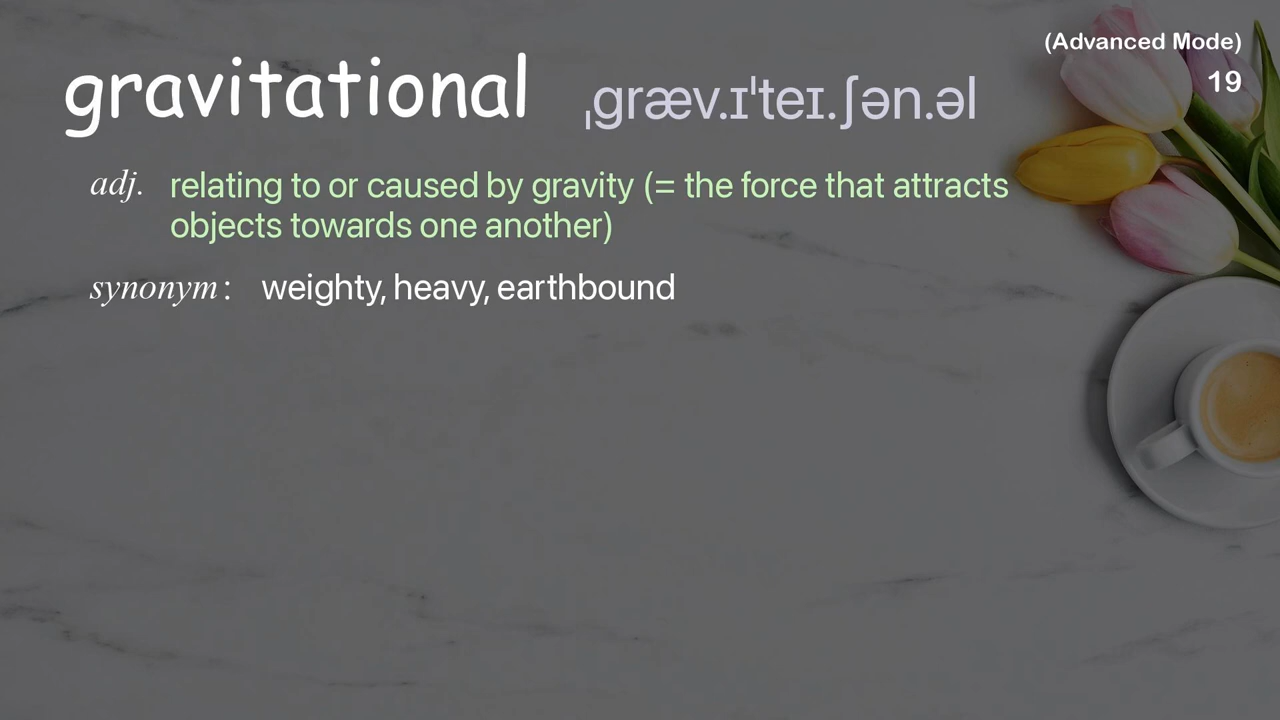 (Advanced Mode)
19
gravitational ˌɡræv.ɪˈteɪ.ʃən.əl
adj. relating to or caused by gravity (= the force that attracts
objects towards one another)
synonym: weighty, heavy, earthbound